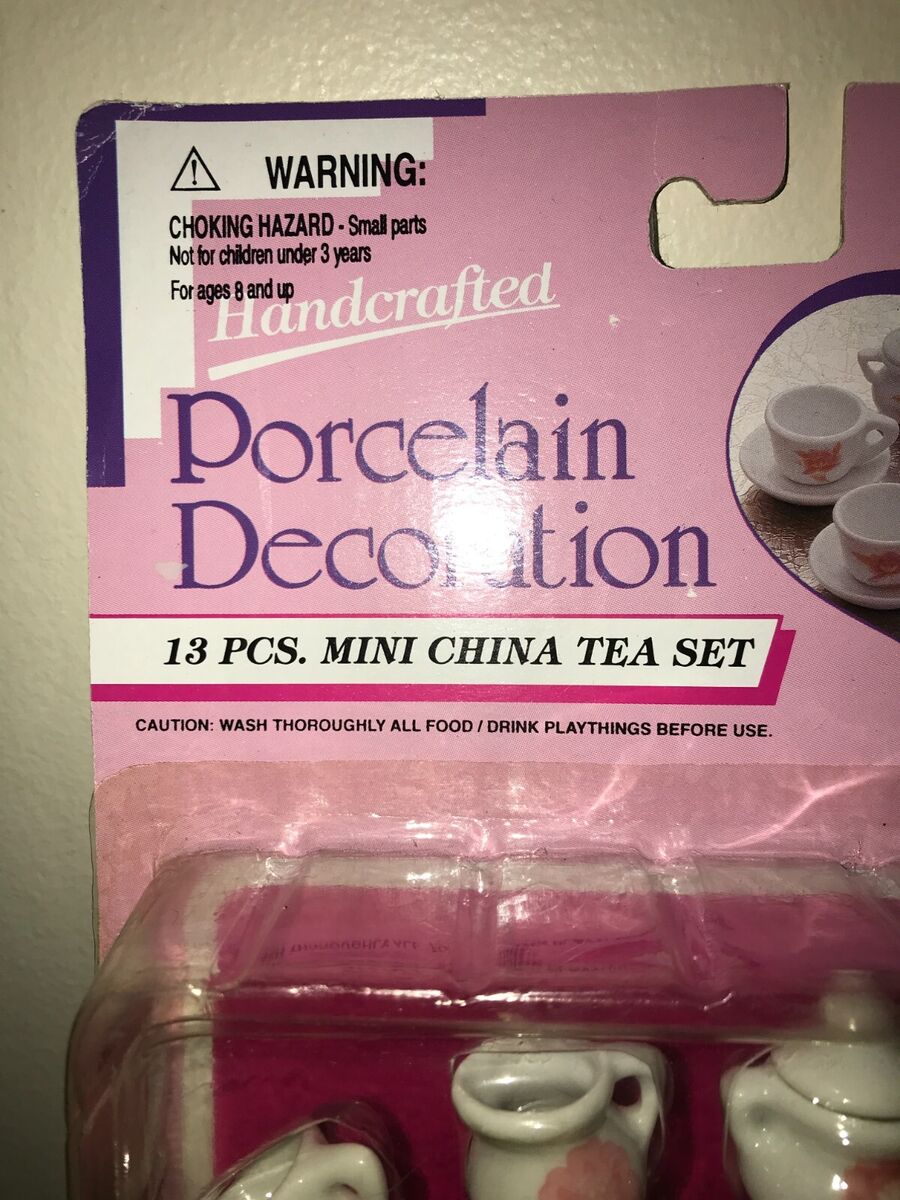 WARNING:
CHOKING HAZARD - Small parts
Not for children under 3 years
For ages 8 and up
Handcrafted
Porcelain
Decoration
13 PCS. MINI CHINA TEA SET
CAUTION: WASH THOROUGHLY ALL FOOD / DRINK PLAYTHINGS BEFORE USE.